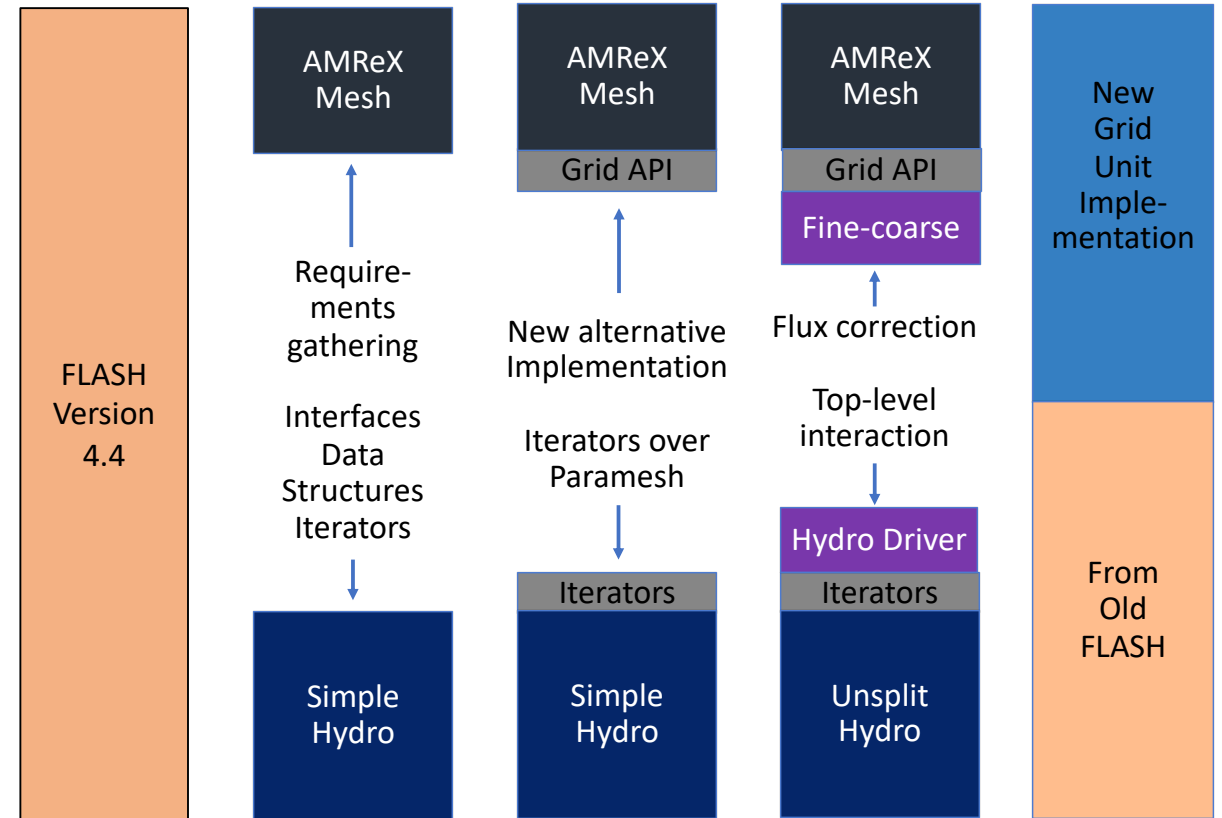 FLASH
Version
4.4
AMReX
Mesh
Require-
ments
gathering
Interfaces
Data
Structures
Iterators
Simple
Hydro
AMReX
Mesh
Grid API
New alternative
Implementation
Iterators over
Paramesh
Iterators
Simple
Hydro
AMReX
Mesh
Grid API
Fine-coarse
Flux correction
Top-level
interaction
Hydro Driver
Iterators
Unsplit
Hydro
New
Grid
Unit
Imple-
mentation
From
Old
FLASH